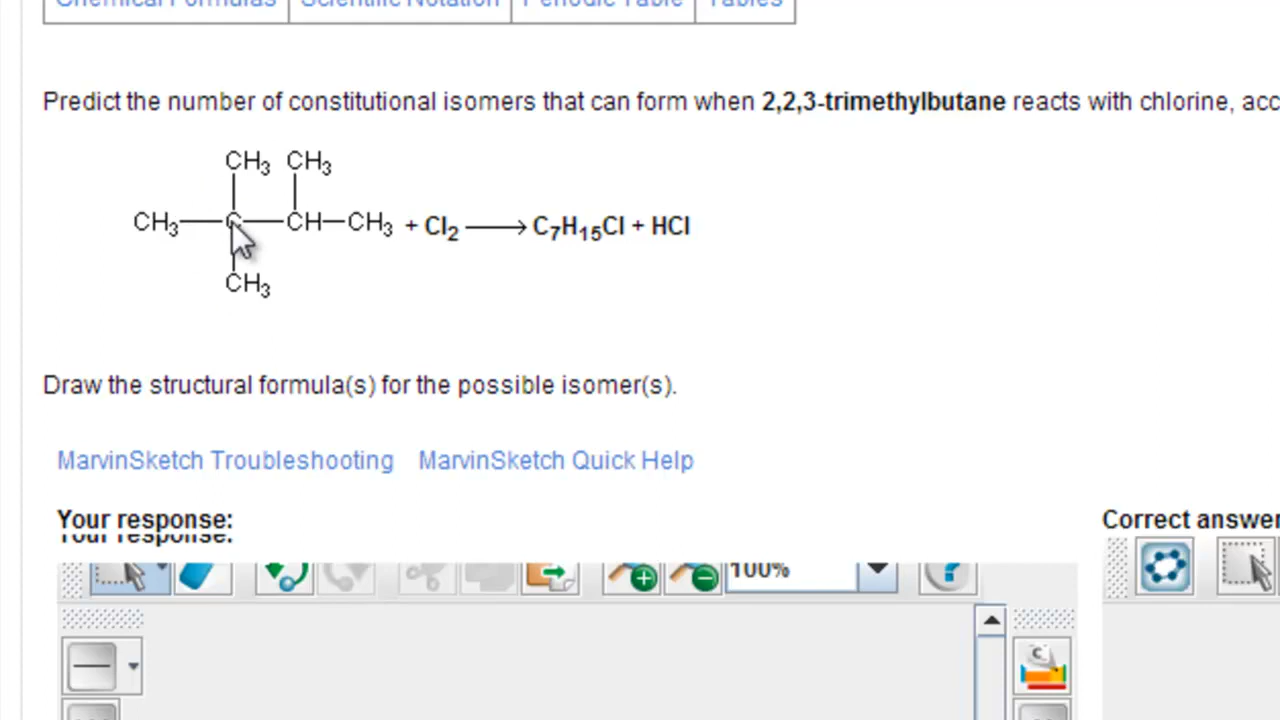 Chemical Formulas Scientific Notation Periodic Table Tables
Predict the number of constitutional isomers that can form when 2,2,3-trimethylbutane reacts with chlorine, acc
CH3 CH3
CH3 C CH CH3 + Cl2 ⟶ C7H15Cl + HCl
CH3
Draw the structural formula(s) for the possible isomer(s).
MarvinSketch Troubleshooting MarvinSketch Quick Help
Your response: Correct answer
Your response:
100% ?
C